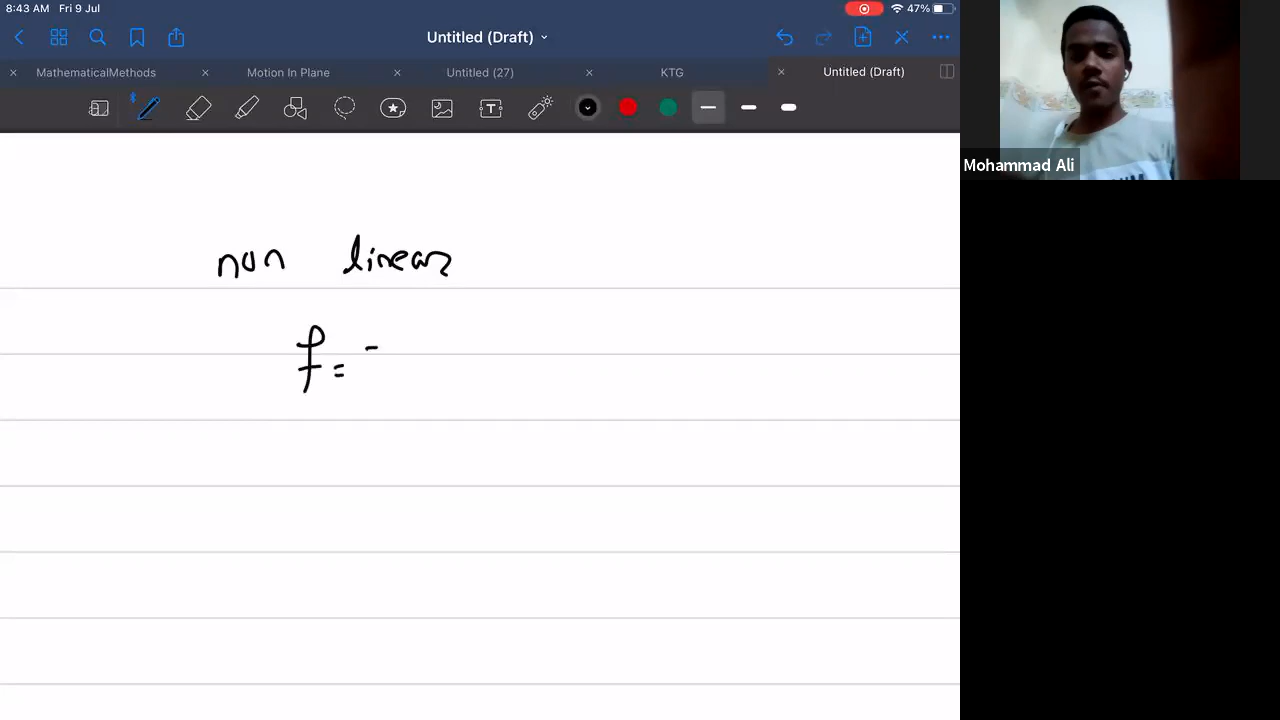 8:43 AM Fri 9 Jul
47%
Untitled (Draft)
MathematicalMethods
Motion In Plane
Untitled (27)
KTG
Untitled (Draft)
Mohammad Ali
non linear
f = -